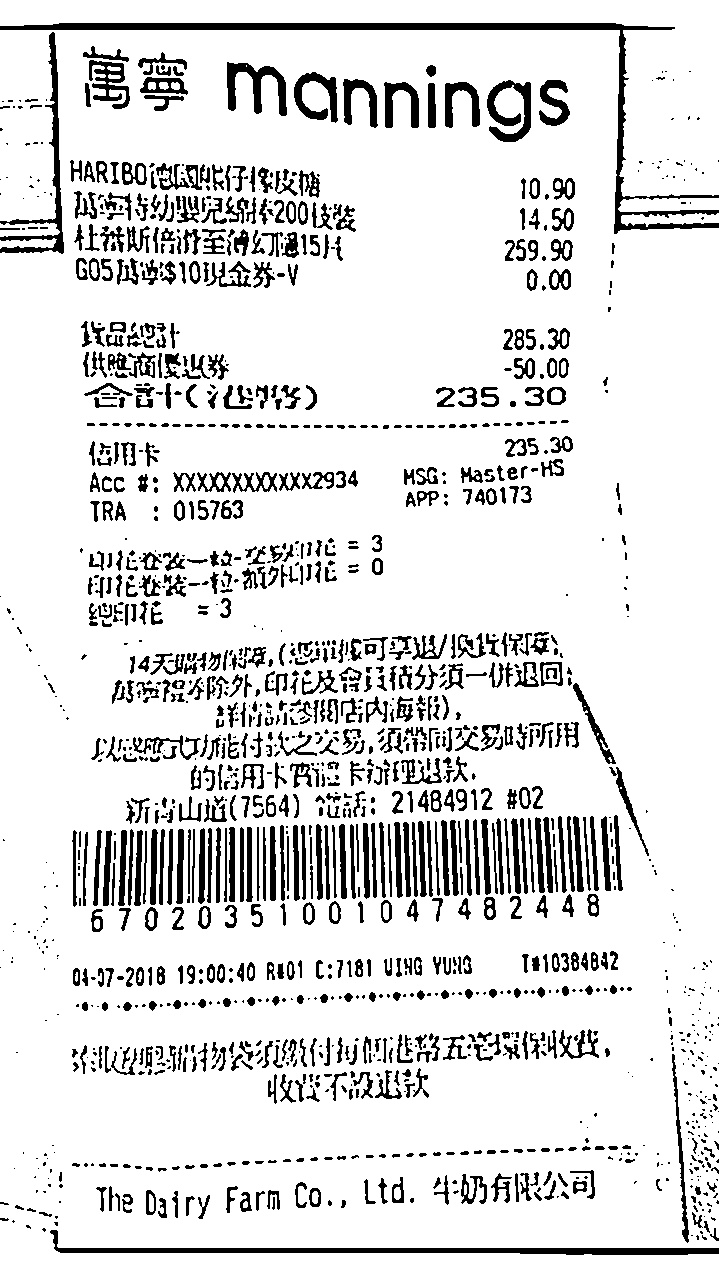 萬寧 mannings
HARIBO德國熊仔橡皮糖 10.90
萬寧特幼嬰兒綿棒200枝裝 14.50
杜蕾斯倍滑至薄幻隱15片 259.90
G05萬寧$10現金券-V 0.00
貨品總計 285.30
供應商優惠券 -50.00
合計(港幣) 235.30
信用卡 235.30
Acc #: XXXXXXXXXXXX2934 MSG: Master-HS
TRA : 015763 APP: 740173
印花卷裝一粒-交易印花 = 3
印花卷裝一粒-額外印花 = 0
總印花 = 3
14天購物保障,(憑單據可享退/換貨保障;
萬寧禮券除外,印花及會員積分須一併退回;
詳情請參閱店內海報),
以感應式功能付款之交易,須帶同交易時所用
的信用卡實體卡辦理退款.
新青山道(7564) 電話: 21484912 #02
67020351001047482448
04-07-2018 19:00:40 R#01 C:7181 WING YUNG T#10384842
購物袋須繳付每個港幣五毫環保收費,
收費不設退款
The Dairy Farm Co., Ltd. 牛奶有限公司